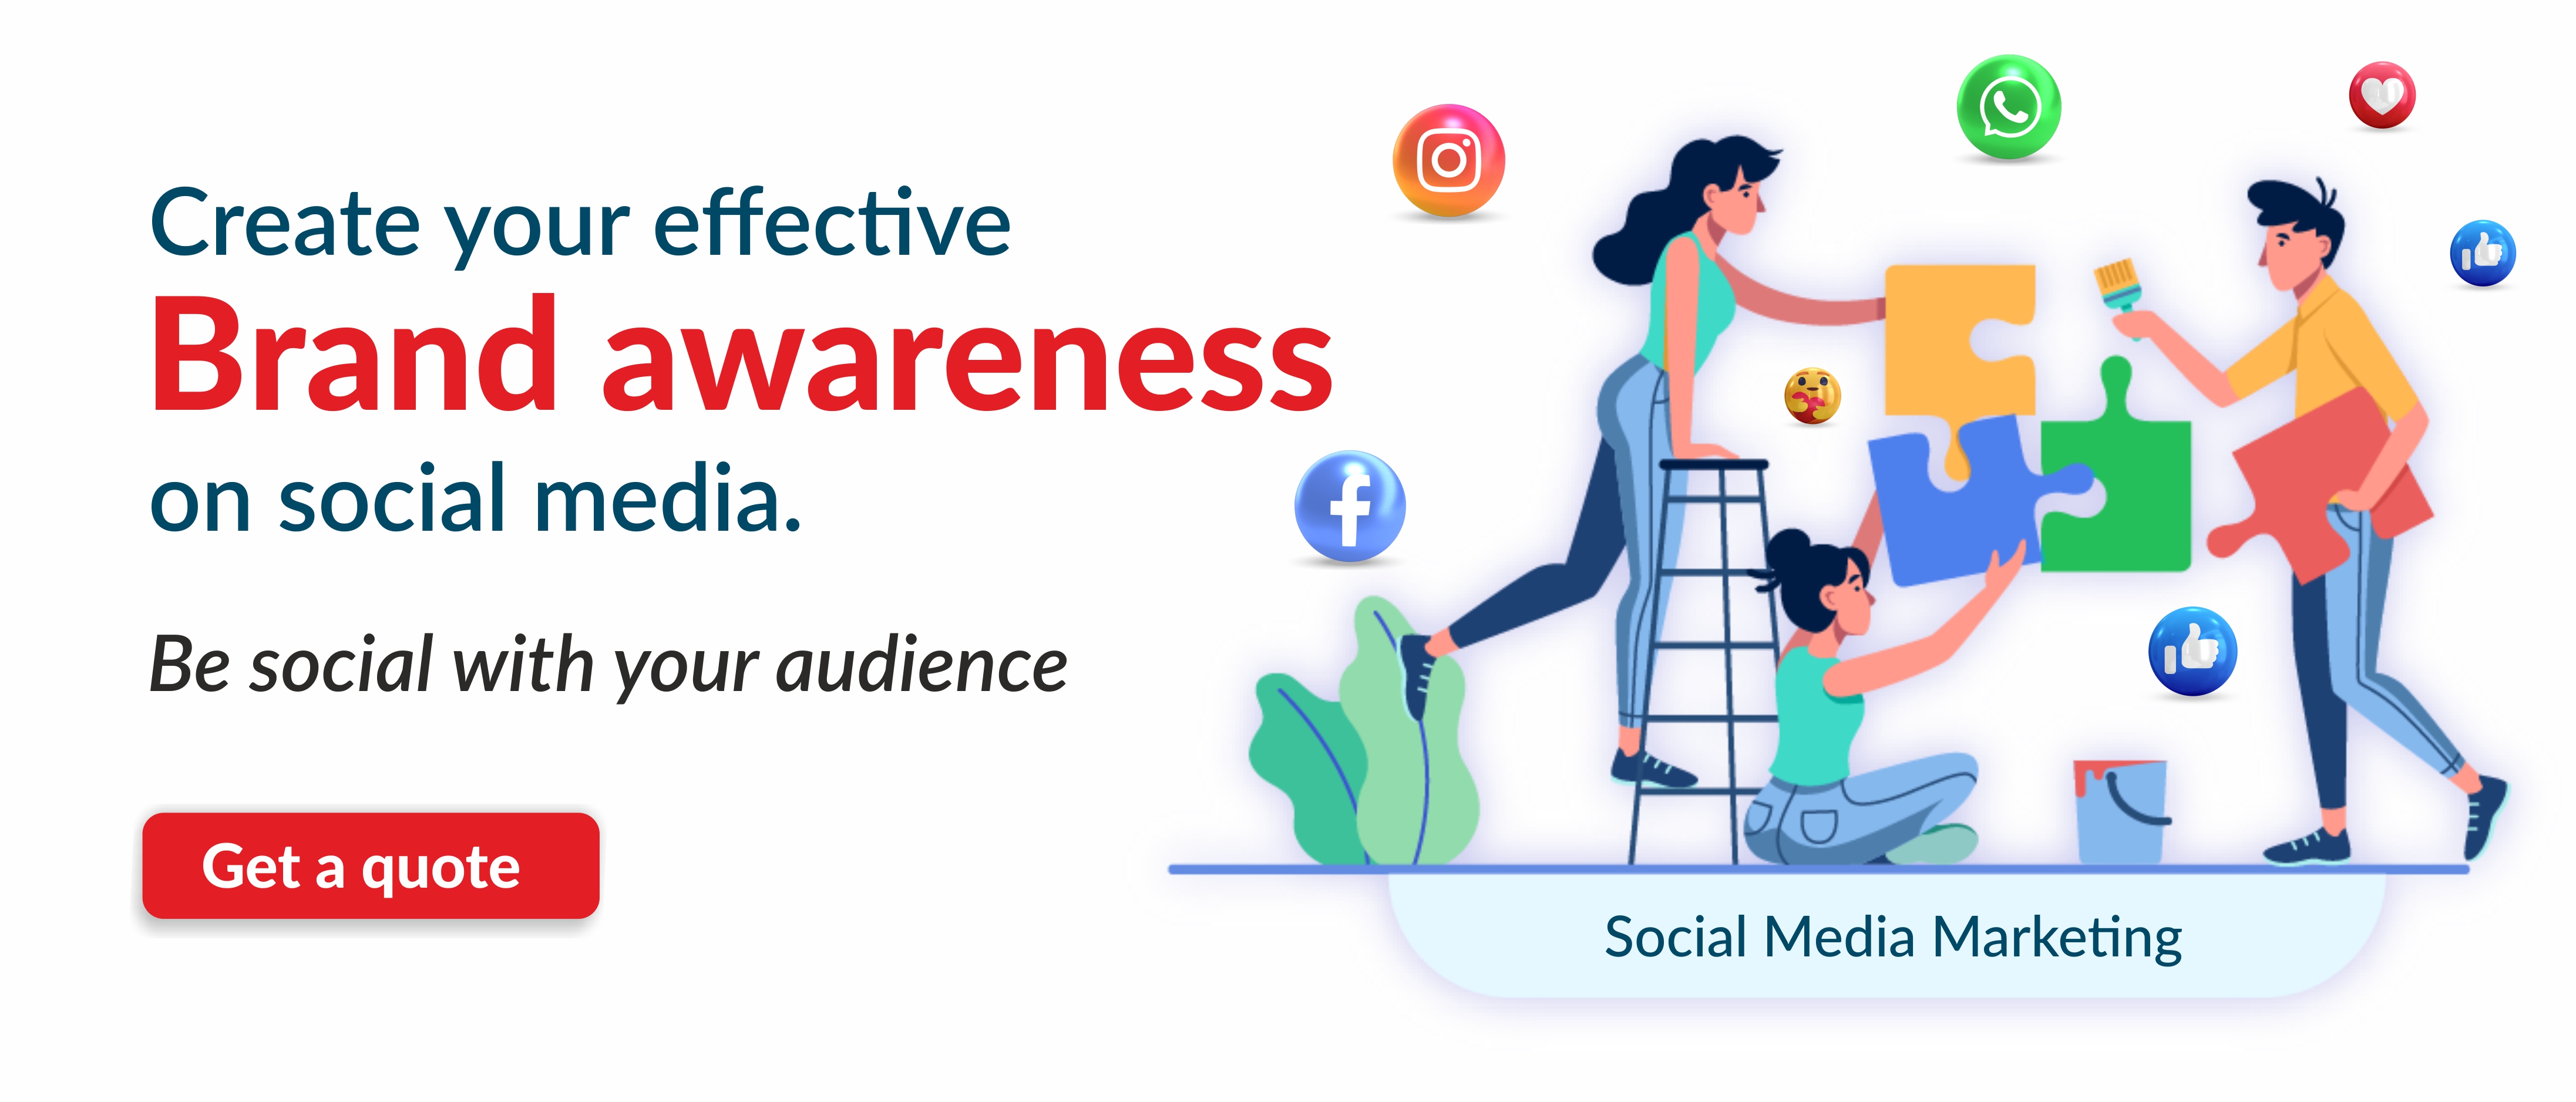 Create your effective
Brand awareness
on social media.
Be social with your audience
Get a quote
Social Media Marketing